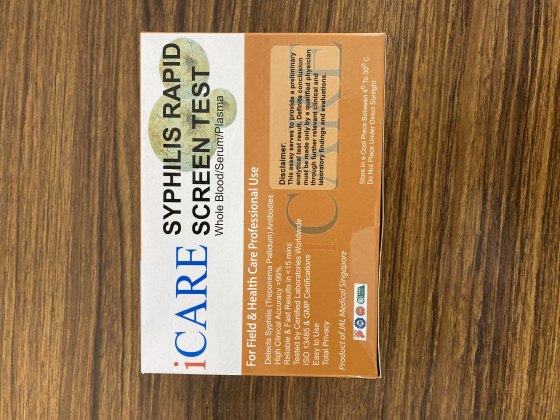 iCARE
SYPHILIS RAPID
SCREEN TEST
Whole Blood/Serum/Plasma
For Field & Health Care Professional Use
Detects Syphilis (Treponema Pallidum) Antibodies
High Clinical Accuracy >99%
Reliable & Fast Results in <15 mins
Tested by Certified Laboratories Worldwide
ISO 13485 & GMP Certifications
Easy to Use
Total Privacy
Product of JAL Medical Singapore
iCARE
Disclaimer:
This assay serves to provide a preliminary
analytical test result. Definite conclusion
must be made only by a qualified physician
through further relevant clinical and
laboratory findings and evaluations.
Store in a Cool Place Between 4⁰ To 30⁰ C
Do Not Place Under Direct Sunlight